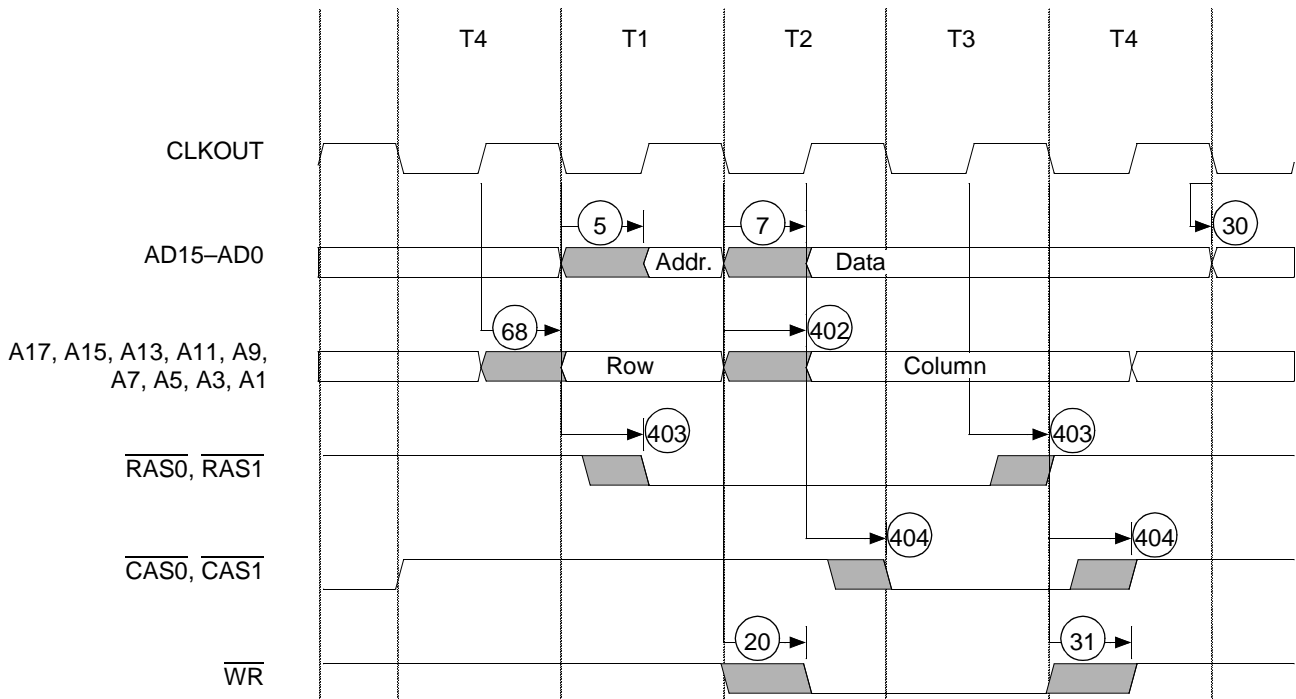 T4 T1 T2 T3 T4
CLKOUT
5 7 30
AD15–AD0 Addr. Data
68 402
A17, A15, A13, A11, A9,
A7, A5, A3, A1
Row Column
403 403
RAS0, RAS1
404 404
CAS0, CAS1
20 31
WR